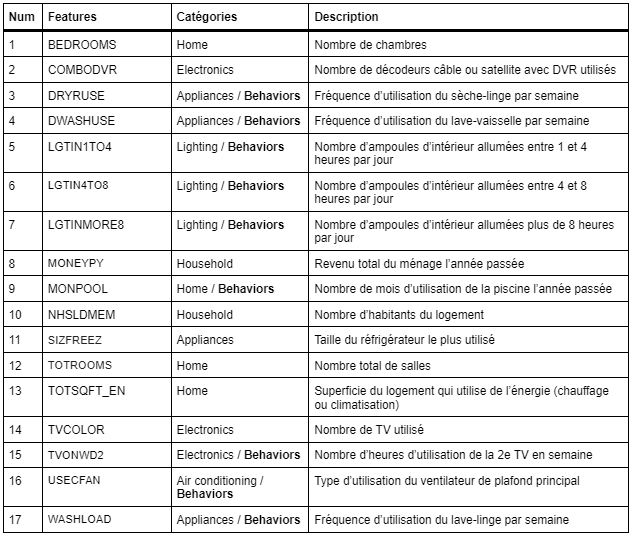 Num Features Catégories Description
1 BEDROOMS Home Nombre de chambres
2 COMBODVR Electronics Nombre de décodeurs câble ou satellite avec DVR utilisés
3 DRYRUSE Appliances / Behaviors Fréquence d’utilisation du sèche-linge par semaine
4 DWASHUSE Appliances / Behaviors Fréquence d’utilisation du lave-vaisselle par semaine
5 LGTIN1TO4 Lighting / Behaviors Nombre d’ampoules d’intérieur allumées entre 1 et 4
heures par jour
6 LGTIN4TO8 Lighting / Behaviors Nombre d’ampoules d’intérieur allumées entre 4 et 8
heures par jour
7 LGTINMORE8 Lighting / Behaviors Nombre d’ampoules d’intérieur allumées plus de 8 heures
par jour
8 MONEYPY Household Revenu total du ménage l’année passée
9 MONPOOL Home / Behaviors Nombre de mois d’utilisation de la piscine l’année passée
10 NHSLDMEM Household Nombre d’habitants du logement
11 SIZFREEZ Appliances Taille du réfrigérateur le plus utilisé
12 TOTROOMS Home Nombre total de salles
13 TOTSQFT_EN Home Superficie du logement qui utilise de l’énergie (chauffage
ou climatisation)
14 TVCOLOR Electronics Nombre de TV utilisé
15 TVONWD2 Electronics / Behaviors Nombre d’heures d’utilisation de la 2e TV en semaine
16 USECFAN Air conditioning / Type d’utilisation du ventilateur de plafond principal
Behaviors
17 WASHLOAD Appliances / Behaviors Fréquence d’utilisation du lave-linge par semaine